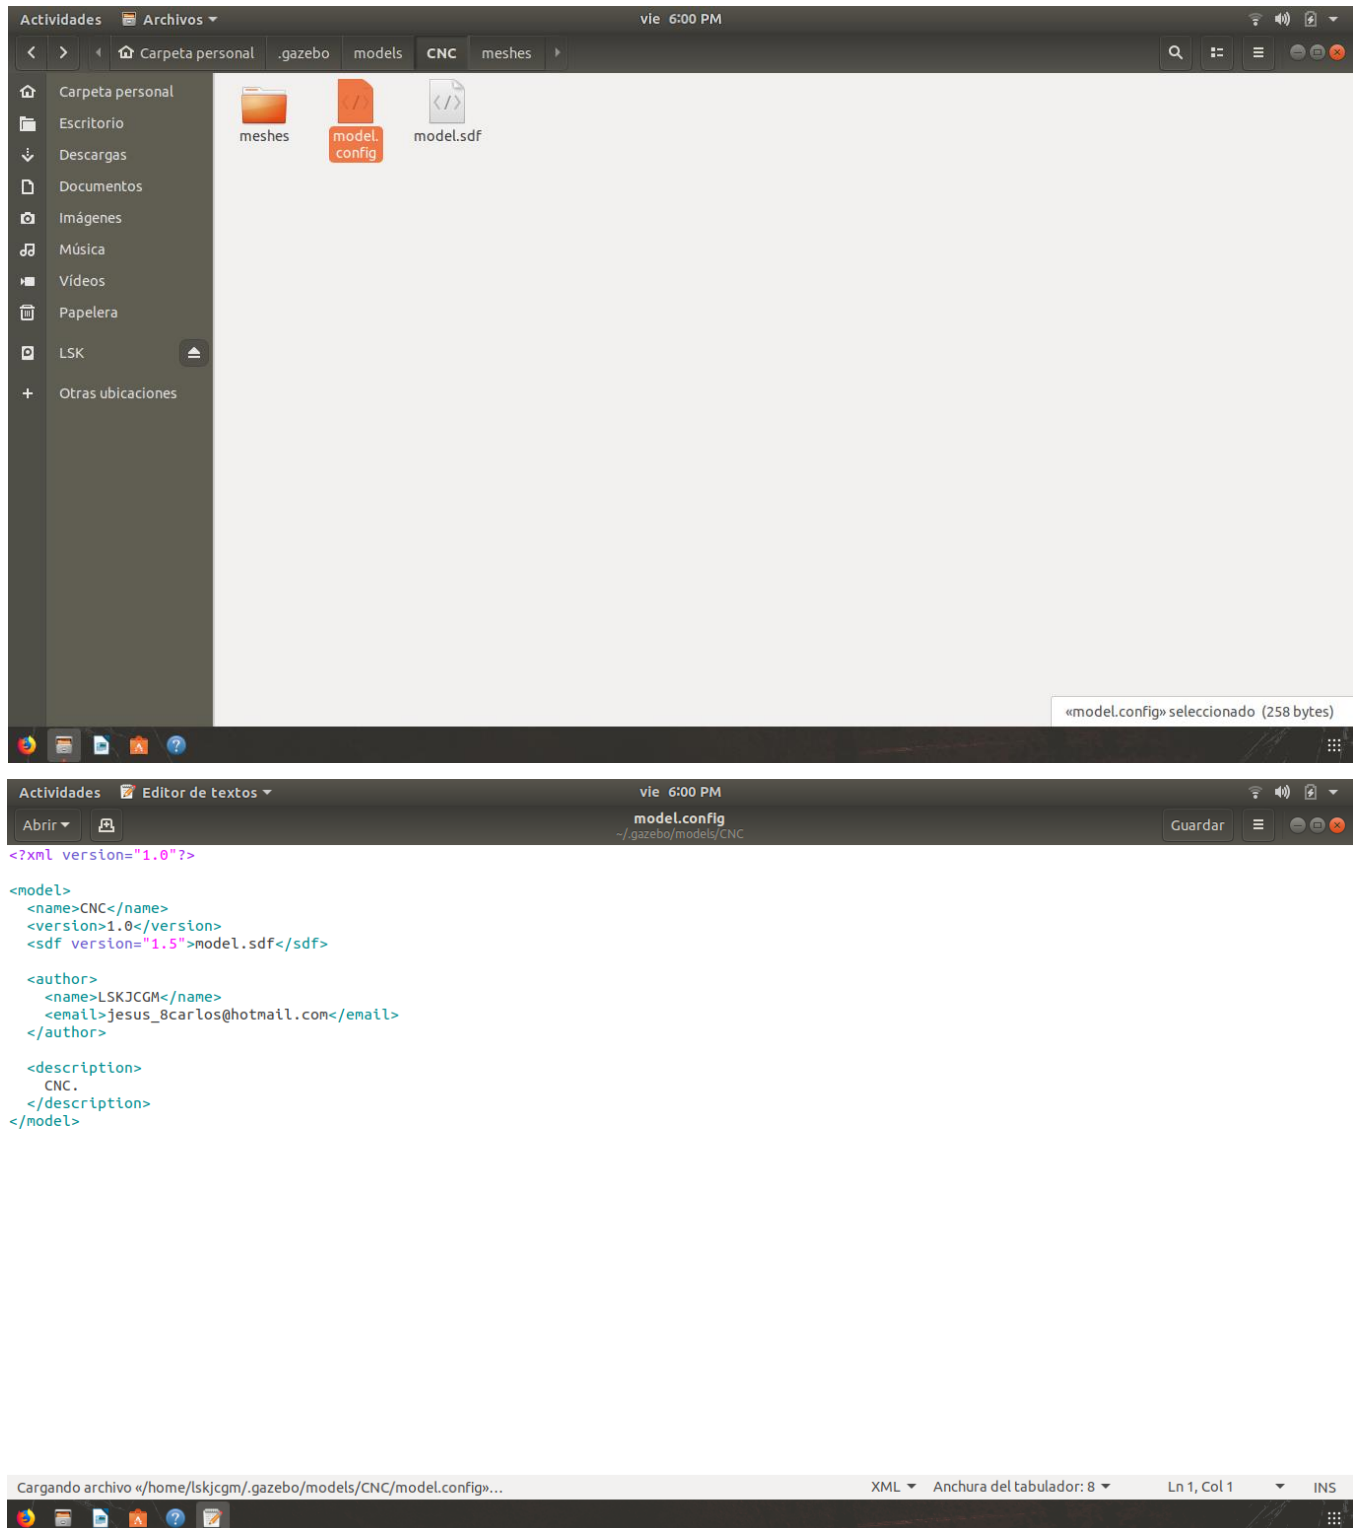 Actividades Archivos vie 6:00 PM
Carpeta personal .gazebo models CNC meshes
Carpeta personal
Escritorio
Descargas
Documentos
Imágenes
Música
Vídeos
Papelera
LSK
Otras ubicaciones
meshes
model.
config
model.sdf
«model.config» seleccionado (258 bytes)
Actividades Editor de textos vie 6:00 PM
Abrir model.config Guardar
~/.gazebo/models/CNC
<?xml version="1.0"?>
<model>
<name>CNC</name>
<version>1.0</version>
<sdf version="1.5">model.sdf</sdf>
<author>
<name>LSKJCGM</name>
<email>jesus_8carlos@hotmail.com</email>
</author>
<description>
CNC.
</description>
</model>
Cargando archivo «/home/lskjcgm/.gazebo/models/CNC/model.config»... XML Anchura del tabulador: 8 Ln 1, Col 1 INS